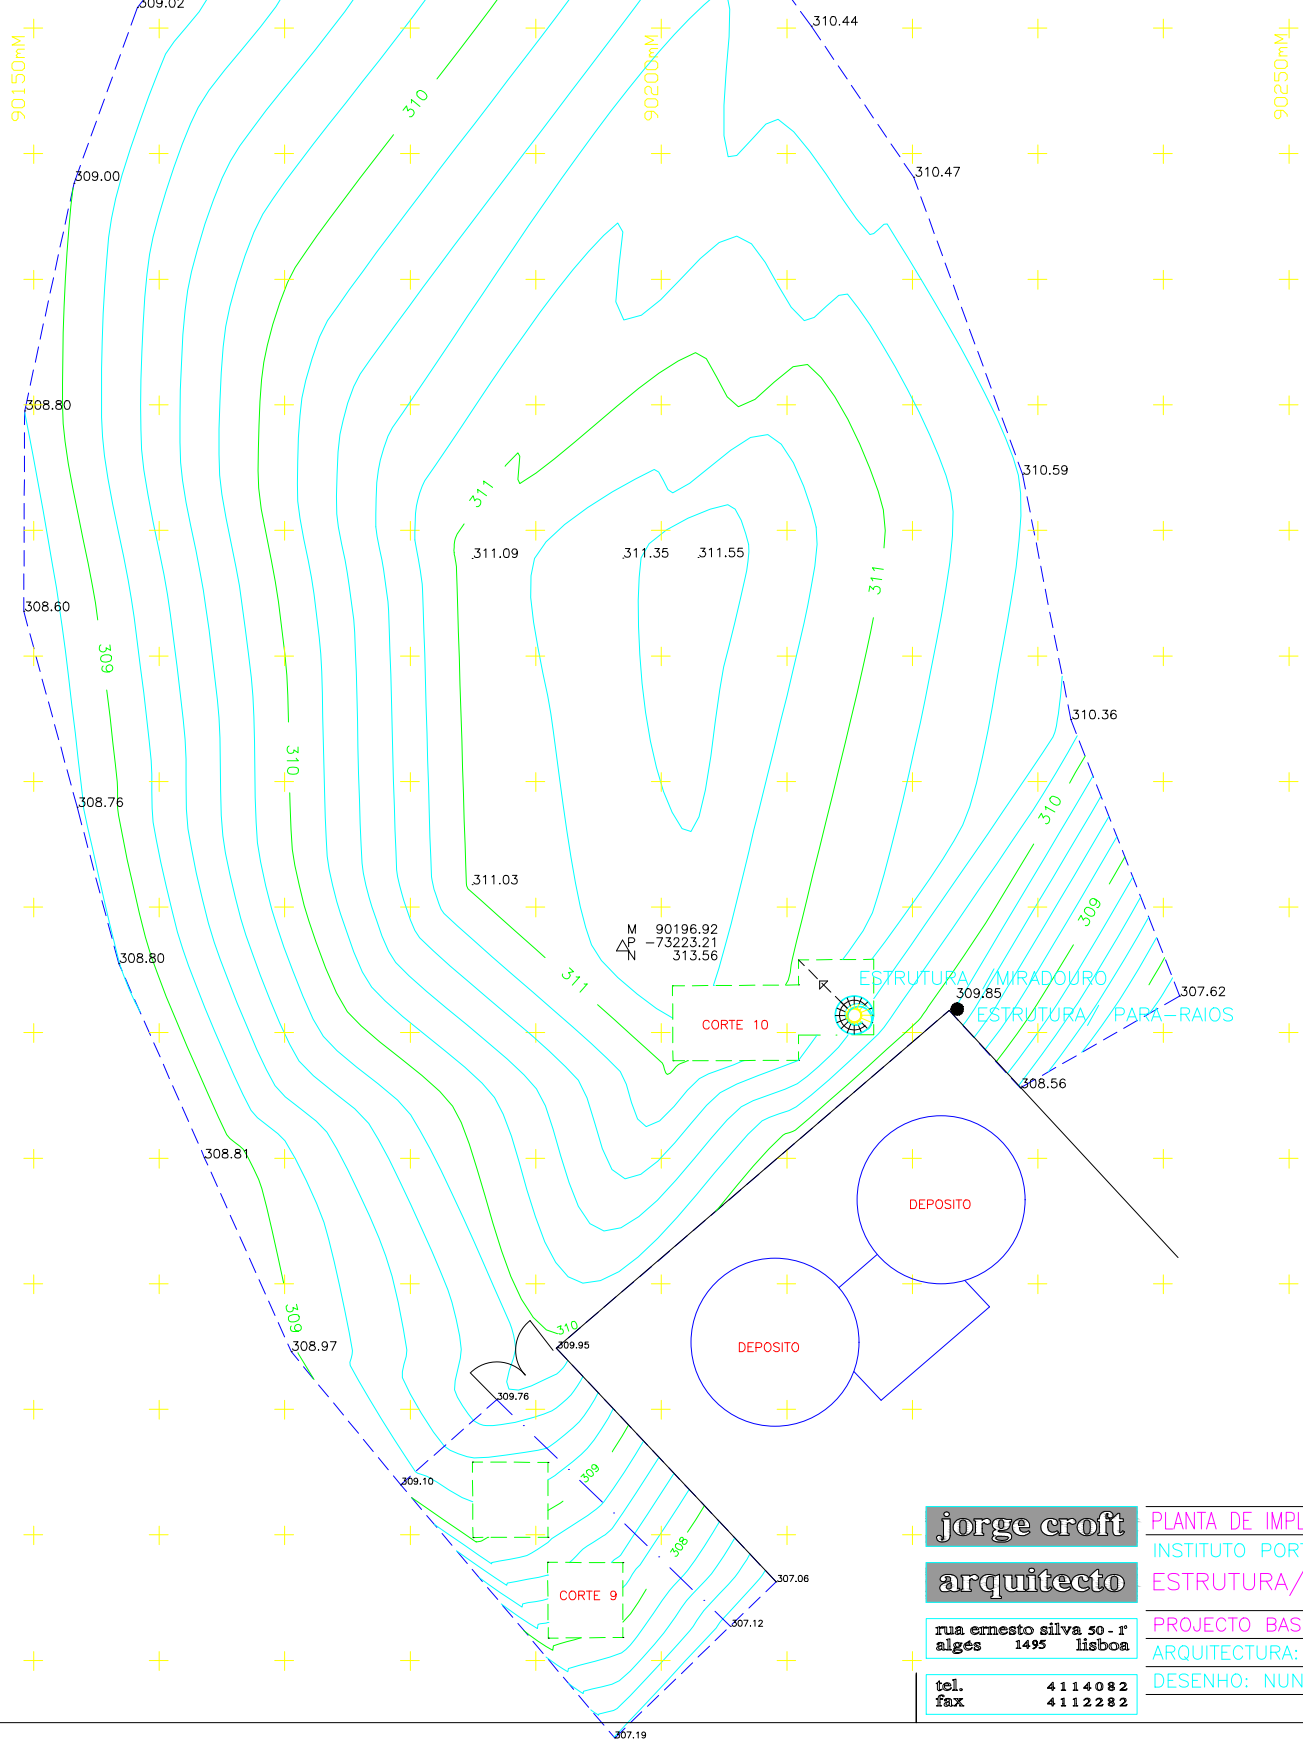 309.02
310.44
90150mM
90200mM
90250mM
310
309.00
310.47
308.80
310.59
311
311.09
311.35
311.55
311
308.60
309
310.36
310
308.76
310
311.03
309
M 90196.92
P -73223.21
N 313.56
308.80
311
ESTRUTURA /MIRADOURO
309.85
307.62
ESTRUTURA/ PARA-RAIOS
CORTE 10
308.56
308.81
DEPOSITO
309
310
308.97
309.95
DEPOSITO
309.76
309
309.10
308
307.06
CORTE 9
307.12
307.19
jorge croft
arquitecto
rua ernesto silva 50 - 1º
algés 1495 lisboa
tel. 4114082
fax 4112282
PLANTA DE IMPL
INSTITUTO POR
ESTRUTURA/
PROJECTO BAS
ARQUITECTURA:
DESENHO: NUN